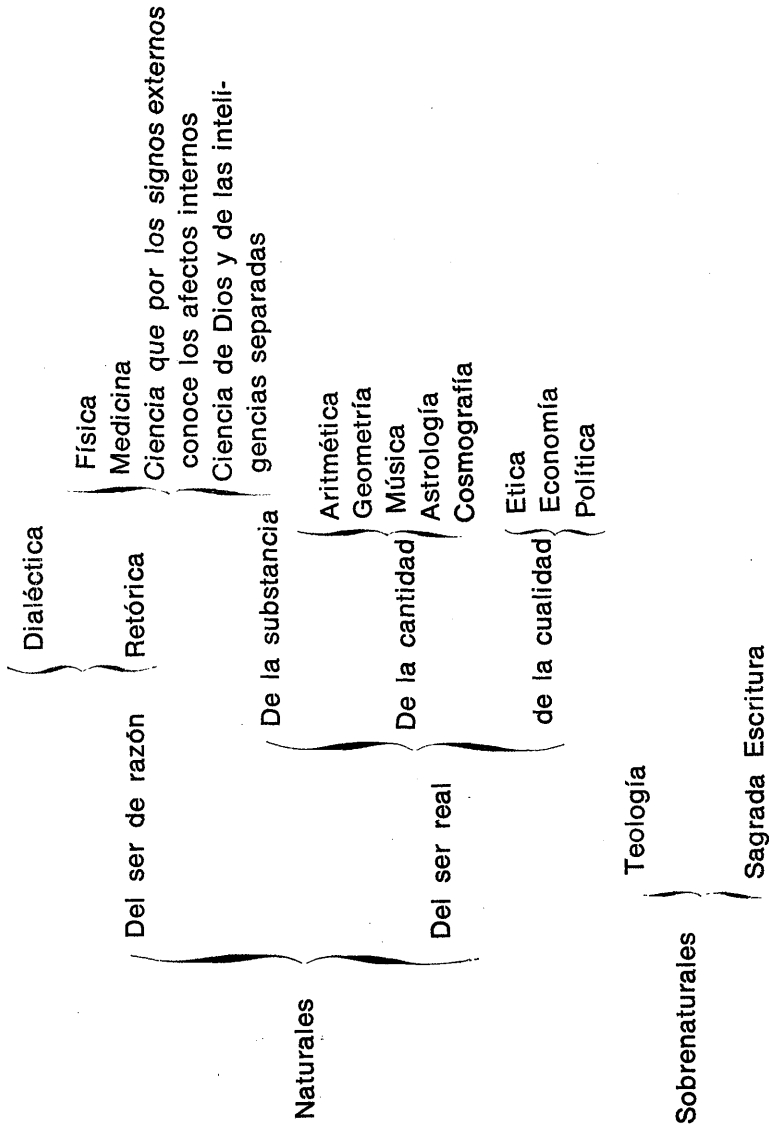 Naturales
Del ser de razón
Dialéctica
Retórica
Del ser real
De la substancia
Física
Medicina
Ciencia que por los signos externos
conoce los afectos internos
Ciencia de Dios y de las inteli-
gencias separadas
De la cantidad
Aritmética
Geometría
Música
Astrología
Cosmografía
de la cualidad
Etica
Economía
Política
Sobrenaturales
Teología
Sagrada Escritura